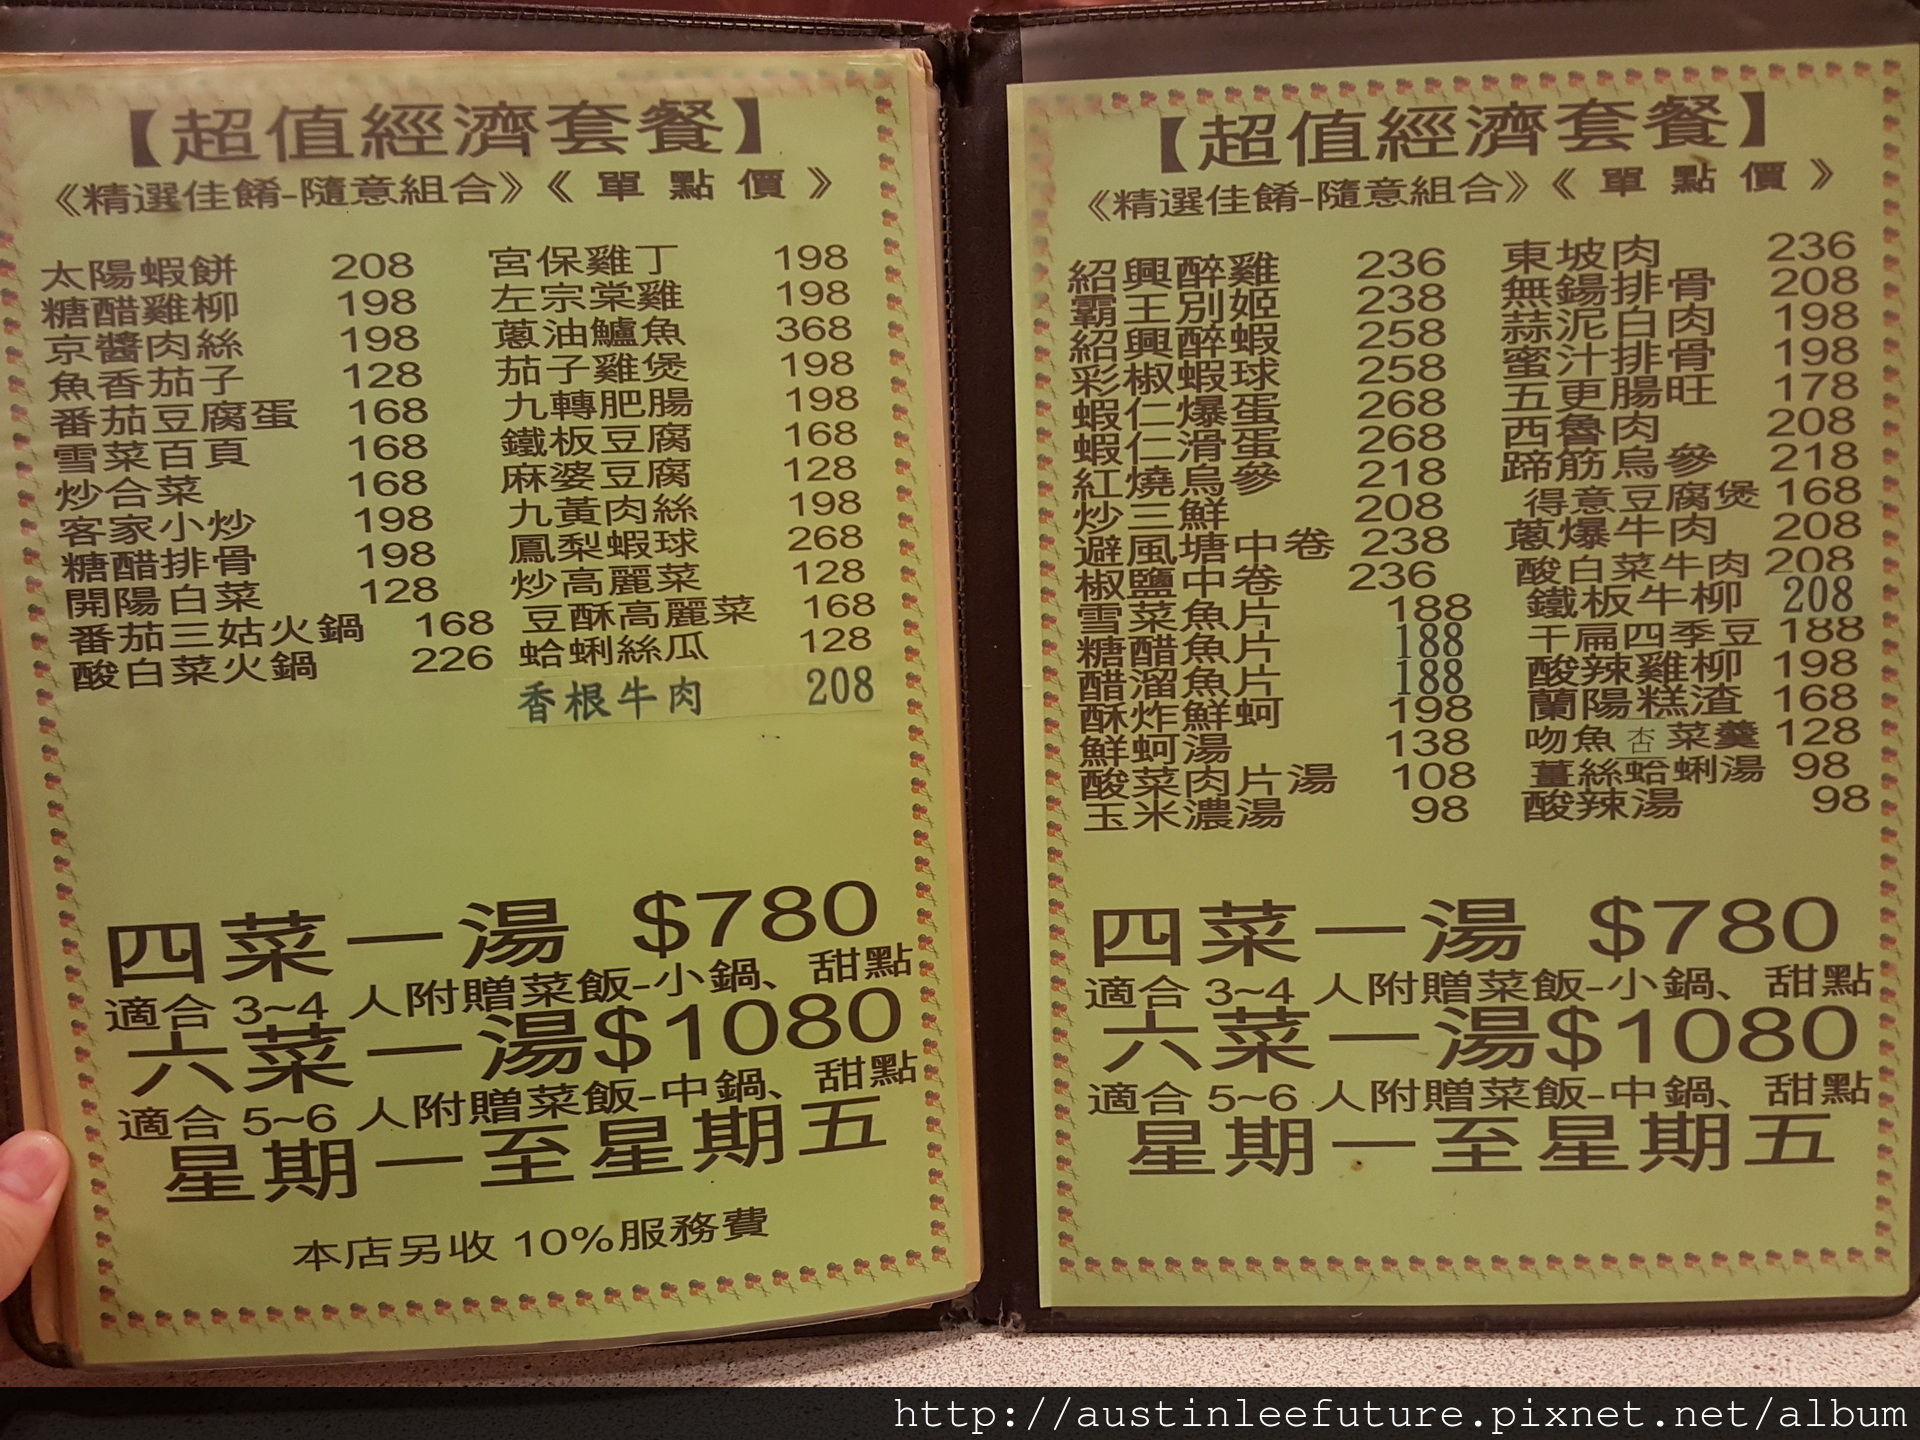 【超值經濟套餐】
《精選佳餚-隨意組合》《單點價》
太陽蝦餅 208
糖醋雞柳 198
京醬肉絲 198
魚香茄子 128
番茄豆腐蛋 168
雪菜百頁 168
炒合菜 168
客家小炒 198
糖醋排骨 198
開陽白菜 128
番茄三姑火鍋 168
酸白菜火鍋 226
宮保雞丁 198
左宗棠雞 198
蔥油鱸魚 368
茄子雞煲 198
九轉肥腸 198
鐵板豆腐 168
麻婆豆腐 128
九黃肉絲 198
鳳梨蝦球 268
炒高麗菜 128
豆酥高麗菜 168
蛤蜊絲瓜 128
香根牛肉 208
四菜一湯 $780
適合 3~4 人附贈菜飯-小鍋、甜點
六菜一湯$1080
適合 5~6 人附贈菜飯-中鍋、甜點
星期一至星期五
本店另收 10%服務費
【超值經濟套餐】
《精選佳餚-隨意組合》《單點價》
紹興醉雞 236
霸王別姬 238
紹興醉蝦 258
彩椒蝦球 258
蝦仁爆蛋 268
蝦仁滑蛋 268
紅燒烏參 218
炒三鮮 208
避風塘中卷 238
椒鹽中卷 236
雪菜魚片 188
糖醋魚片 188
醋溜魚片 188
酥炸鮮蚵 198
鮮蚵湯 138
酸菜肉片湯 108
玉米濃湯 98
東坡肉 236
無錫排骨 208
蒜泥白肉 198
蜜汁排骨 198
五更腸旺 178
西魯肉 208
蹄筋烏參 218
得意豆腐煲 168
蔥爆牛肉 208
酸白菜牛肉 208
鐵板牛柳 208
干扁四季豆 188
酸辣雞柳 198
蘭陽糕渣 168
吻魚杏菜羹 128
薑絲蛤蜊湯 98
酸辣湯 98
四菜一湯 $780
適合 3~4 人附贈菜飯-小鍋、甜點
六菜一湯$1080
適合 5~6 人附贈菜飯-中鍋、甜點
星期一至星期五
http://austinleefuture.pixnet.net/album